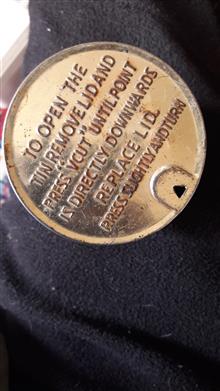 TO OPEN THE
TIN REMOVE LID AND
PRESS "V CUT" UNTIL POINT
IS DIRECTLY DOWNWARDS
REPLACE LID.
PRESS SLIGHTLY AND TURN